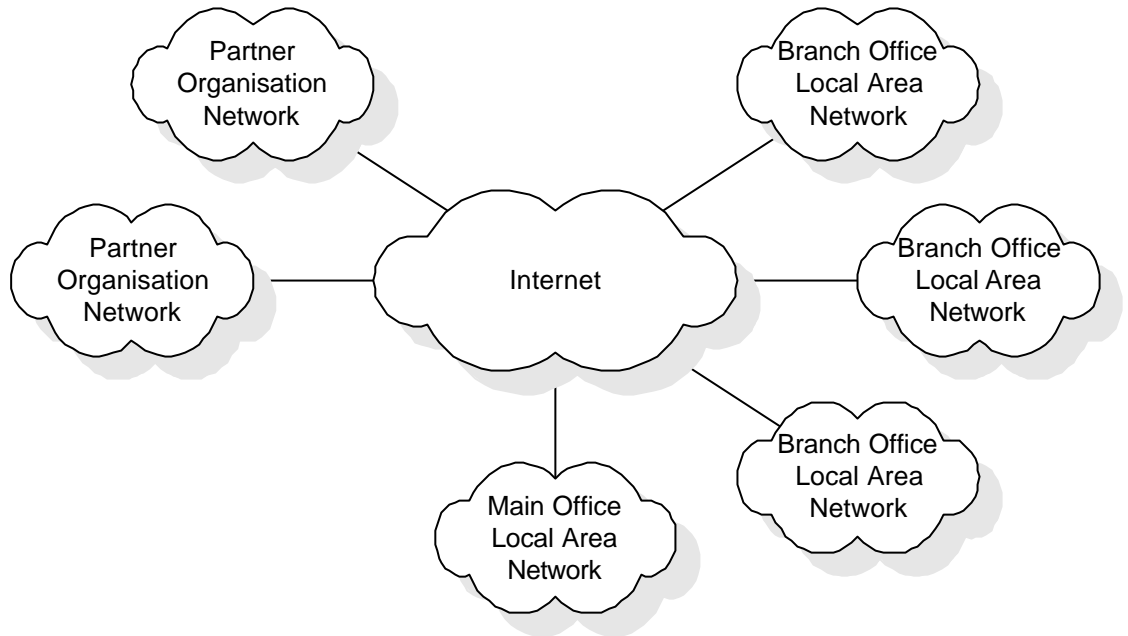 Partner
Organisation
Network
Branch Office
Local Area
Network
Partner
Organisation
Network
Internet
Branch Office
Local Area
Network
Branch Office
Local Area
Network
Main Office
Local Area
Network